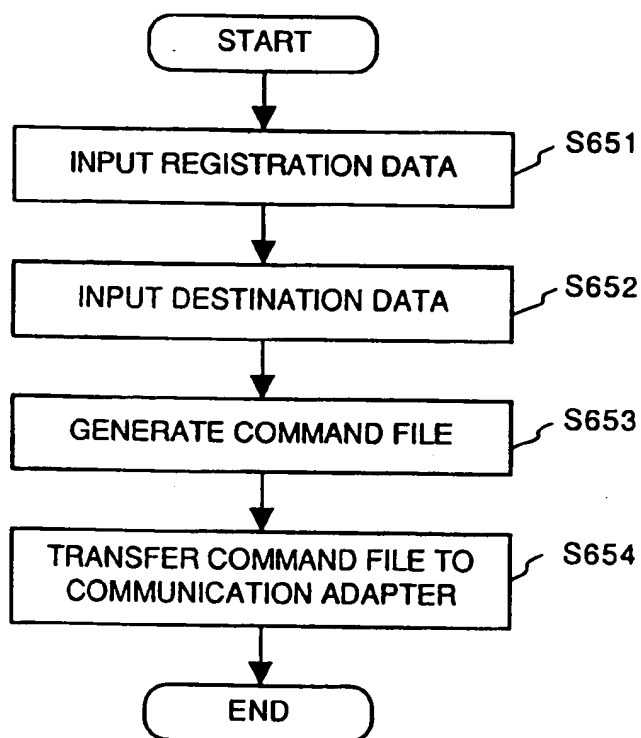 START
INPUT REGISTRATION DATA
S651
INPUT DESTINATION DATA
S652
GENERATE COMMAND FILE
S653
TRANSFER COMMAND FILE TO
COMMUNICATION ADAPTER
S654
END